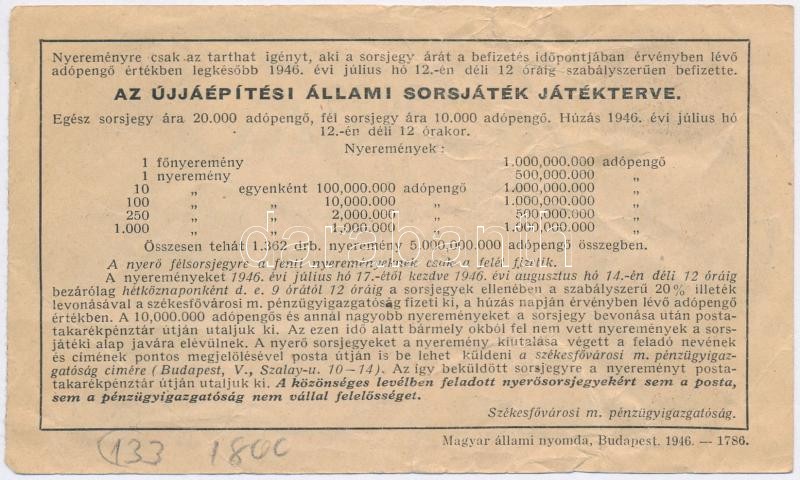 Nyereményre csak az tarthat igényt, aki a sorsjegy árát a befizetés időpontjában érvényben lévő
adópengő értékben legkésőbb 1946. évi július hó 12.-én déli 12 óráig szabályszerűen befizette.
AZ ÚJJÁÉPÍTÉSI ÁLLAMI SORSJÁTÉK JÁTÉKTERVE.
Egész sorsjegy ára 20.000 adópengő, fél sorsjegy ára 10.000 adópengő. Húzás 1946. évi július hó
12.-én déli 12 órakor.
Nyeremények:
1 főnyeremény 1.000,000.000 adópengő
1 nyeremény 500,000.000 „
10 „ egyenként 100,000.000 adópengő 1.000,000.000 „
100 „ „ 10,000.000 „ 1.000,000.000 „
250 „ „ 2,000.000 „ 500,000.000 „
1.000 „ „ 1,000.000 „ 1.000,000.000 „
Összesen tehát 1.362 drb. nyeremény 5.000,000.000 adópengő összegben.
A nyerő félsorsjegyre a fenti nyereményeknek csak a felét fizetik.
A nyereményeket 1946. évi július hó 17.-étől kezdve 1946. évi augusztus hó 14.-én déli 12 óráig
bezárólag hétköznaponként d. e. 9 órától 12 óráig a sorsjegyek ellenében a szabályszerű 20% illeték
levonásával a székesfővárosi m. pénzügyigazgatóság fizeti ki, a húzás napján érvényben lévő adópengő
értékben. A 10,000.000 adópengős és annál nagyobb nyereményeket a sorsjegy bevonása után posta-
takarékpénztár útján utaljuk ki. Az ezen idő alatt bármely okból fel nem vett nyeremények a sors-
játéki alap javára elévülnek. A nyerő sorsjegyeket a nyeremény kiutalása végett a feladó nevének
és címének pontos megjelölésével posta útján is be lehet küldeni a székesfővárosi m. pénzügyigaz-
gatóság címére (Budapest, V., Szalay-u. 10–14). Az így beküldött sorsjegyre a nyereményt posta-
takarékpénztár útján utaljuk ki. A közönséges levélben feladott nyerősorsjegyekért sem a posta,
sem a pénzügyigazgatóság nem vállal felelősséget.
Székesfővárosi m. pénzügyigazgatóság.
Magyar állami nyomda, Budapest. 1946. — 1786.
133 1800
darabanth